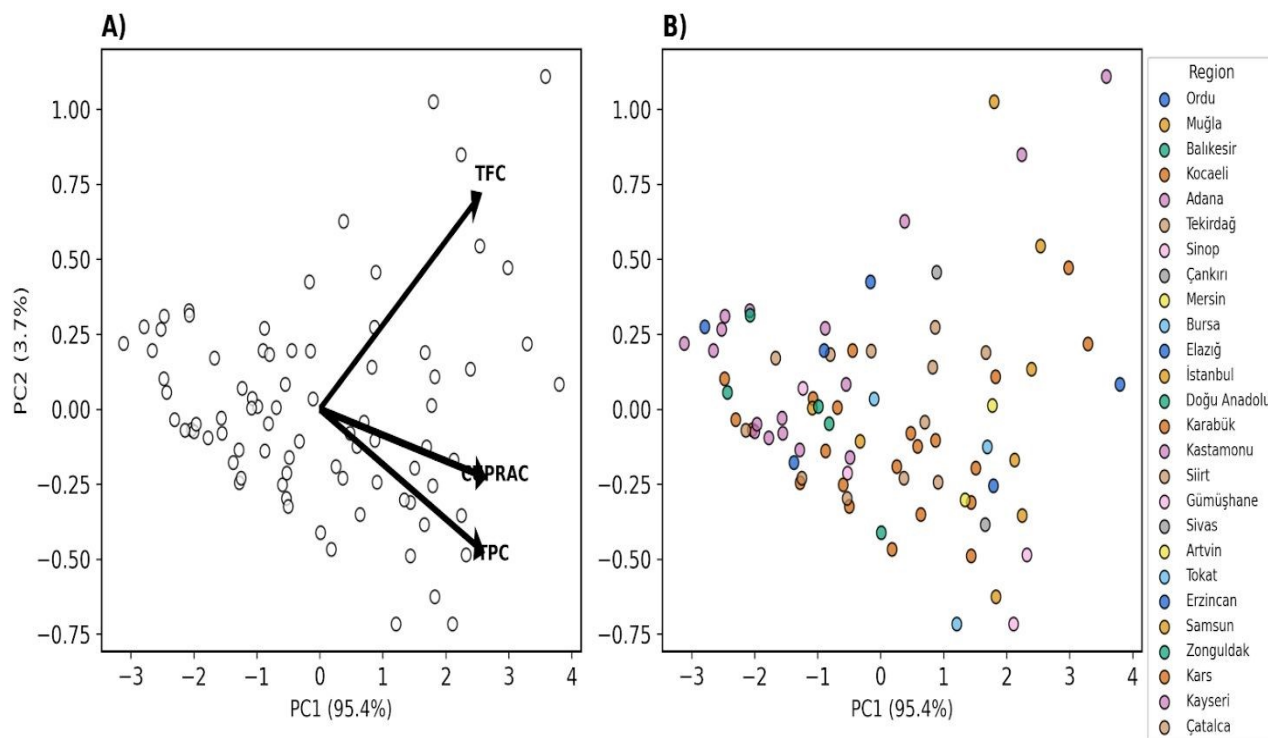 A)
1.00
0.75
0.50
0.25
0.00
−0.25
−0.50
−0.75
PC2 (3.7%)
TFC
CUPRAC
TPC
−3 −2 −1 0 1 2 3 4
PC1 (95.4%)
B)
1.00
0.75
0.50
0.25
0.00
−0.25
−0.50
−0.75
−3 −2 −1 0 1 2 3 4
PC1 (95.4%)
Region
Ordu
Muğla
Balıkesir
Kocaeli
Adana
Tekirdağ
Sinop
Çankırı
Mersin
Bursa
Elazığ
İstanbul
Doğu Anadolu
Karabük
Kastamonu
Siirt
Gümüşhane
Sivas
Artvin
Tokat
Erzincan
Samsun
Zonguldak
Kars
Kayseri
Çatalca